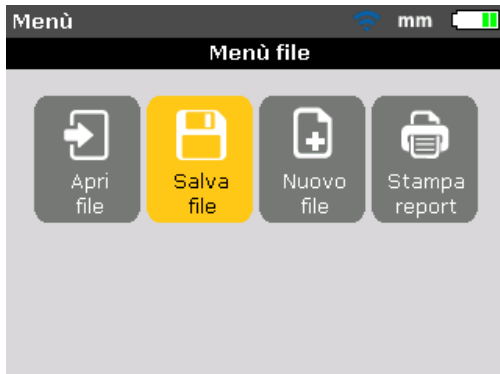 Menù mm
Menù file
Apri file
Salva file
Nuovo file
Stampa report